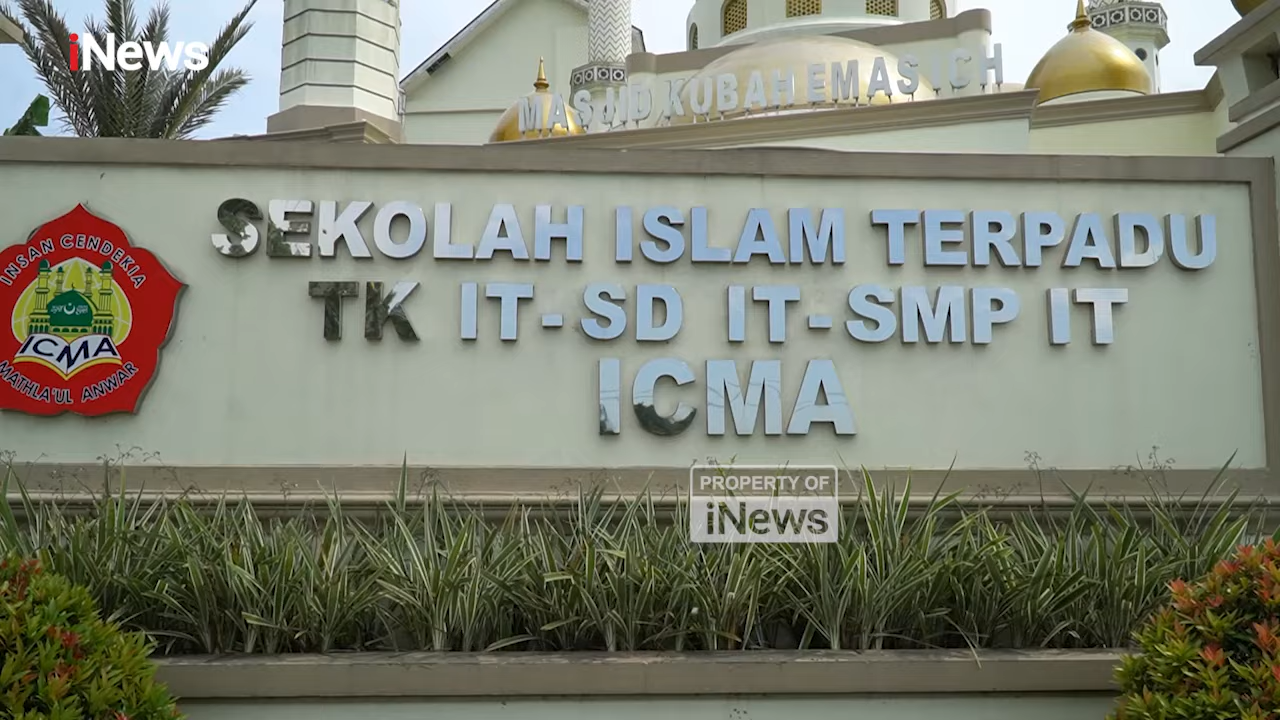 iNews
MASJID KUBAH EMAS ICH
SEKOLAH ISLAM TERPADU
TK IT-SD IT-SMP IT
ICMA
INSAN CENDEKIA
ICMA
MATHLA'UL ANWAR
PROPERTY OF
iNews